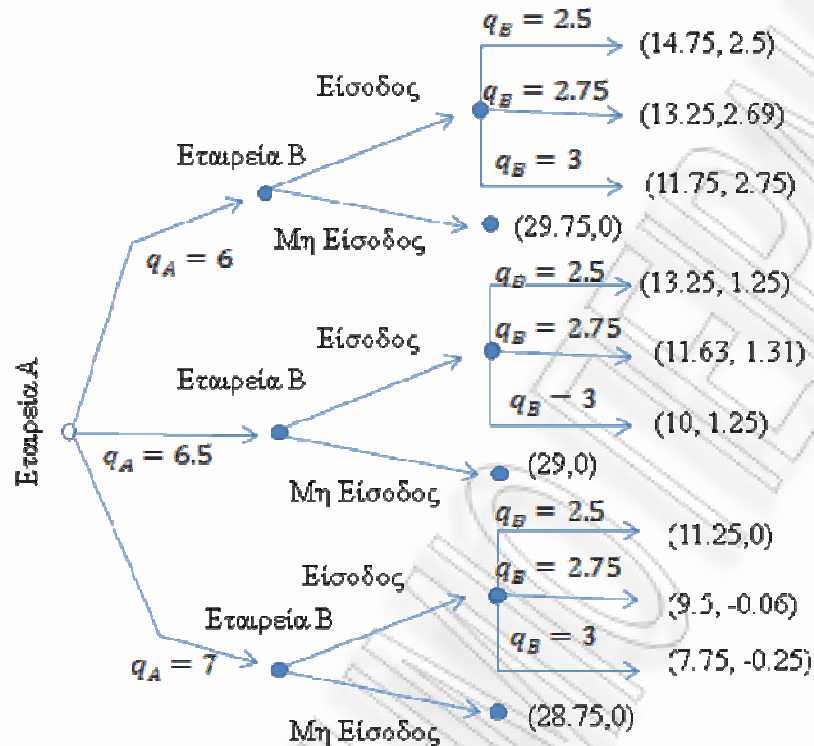 q_B = 2.5
(14.75, 2.5)
Είσοδος
q_B = 2.75
(13.25,2.69)
Εταιρεία Β
q_B = 3
(11.75, 2.75)
Μη Είσοδος
(29.75,0)
q_A = 6
q_B = 2.5
(13.25, 1.25)
Είσοδος
q_B = 2.75
(11.63, 1.31)
Εταιρεία Β
q_B − 3
(10, 1.25)
Εταιρεία Α
q_A = 6.5
(29,0)
Μη Είσοδος
q_B = 2.5
(11.25,0)
Είσοδος
q_B = 2.75
(9.5, -0.06)
Εταιρεία Β
q_B = 3
(7.75, -0.25)
q_A = 7
(28.75,0)
Μη Είσοδος